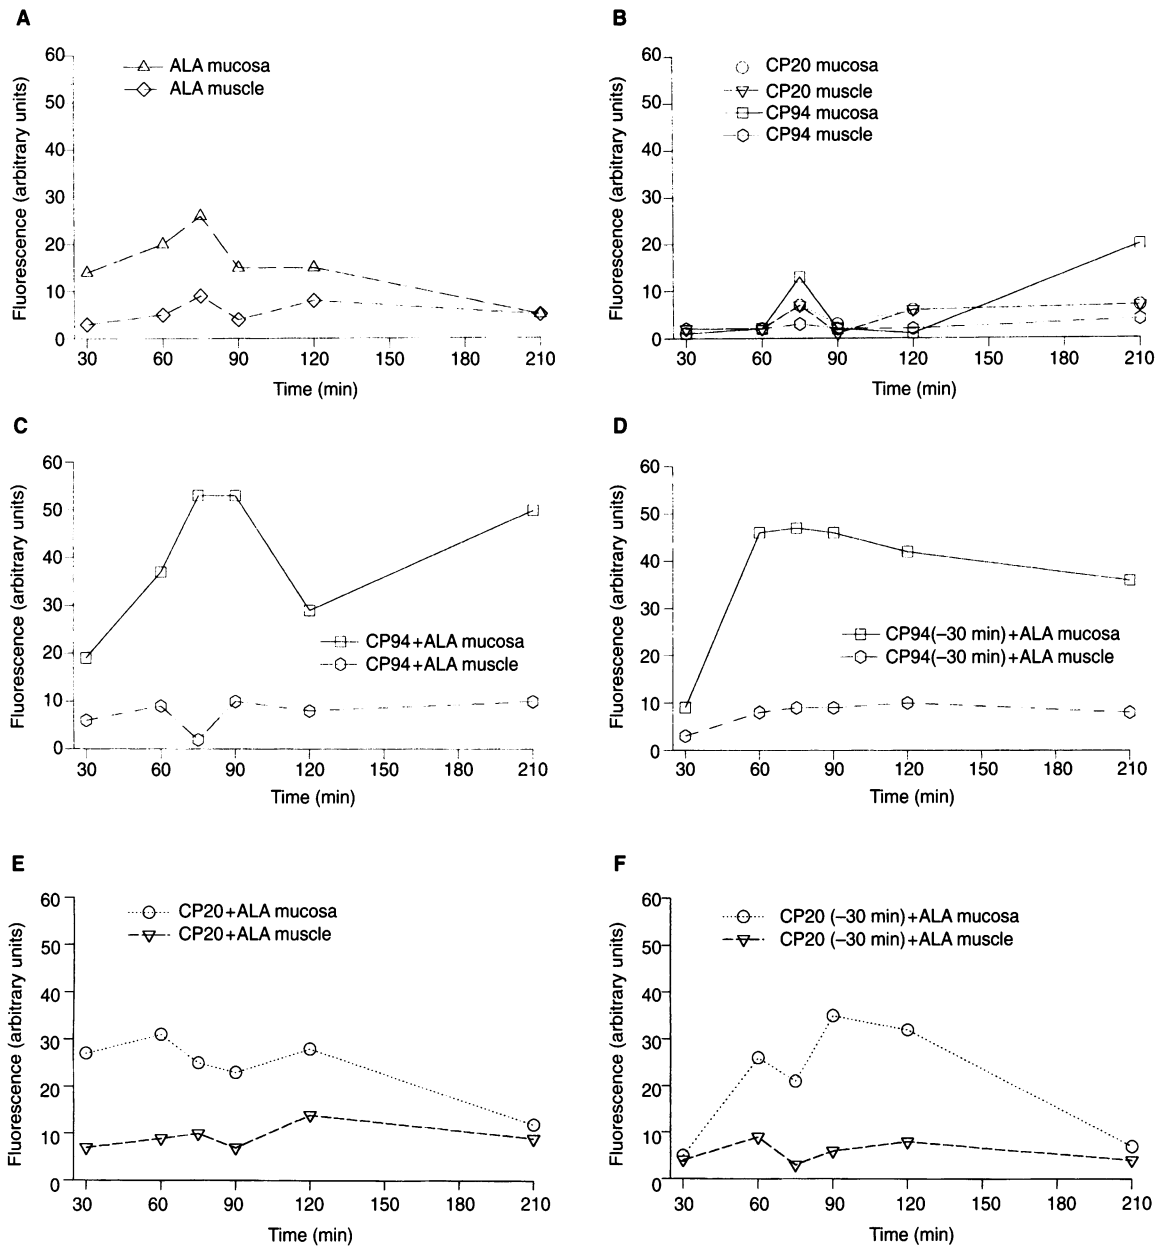 A
60
50
40
30
20
10
0
Fluorescence (arbitrary units)
ALA mucosa
ALA muscle
30 60 90 120 150 180 210
Time (min)
B
60
50
40
30
20
10
0
Fluorescence (arbitrary units)
CP20 mucosa
CP20 muscle
CP94 mucosa
CP94 muscle
30 60 90 120 150 180 210
Time (min)
C
60
50
40
30
20
10
0
Fluorescence (arbitrary units)
CP94+ALA mucosa
CP94+ALA muscle
30 60 90 120 150 180 210
Time (min)
D
60
50
40
30
20
10
0
Fluorescence (arbitrary units)
CP94(–30 min)+ALA mucosa
CP94(–30 min)+ALA muscle
30 60 90 120 150 180 210
Time (min)
E
60
50
40
30
20
10
0
Fluorescence (arbitrary units)
CP20+ALA mucosa
CP20+ALA muscle
30 60 90 120 150 180 210
Time (min)
F
60
50
40
30
20
10
0
Fluorescence (arbitrary units)
CP20 (–30 min)+ALA mucosa
CP20 (–30 min)+ALA muscle
30 60 90 120 150 180 210
Time (min)